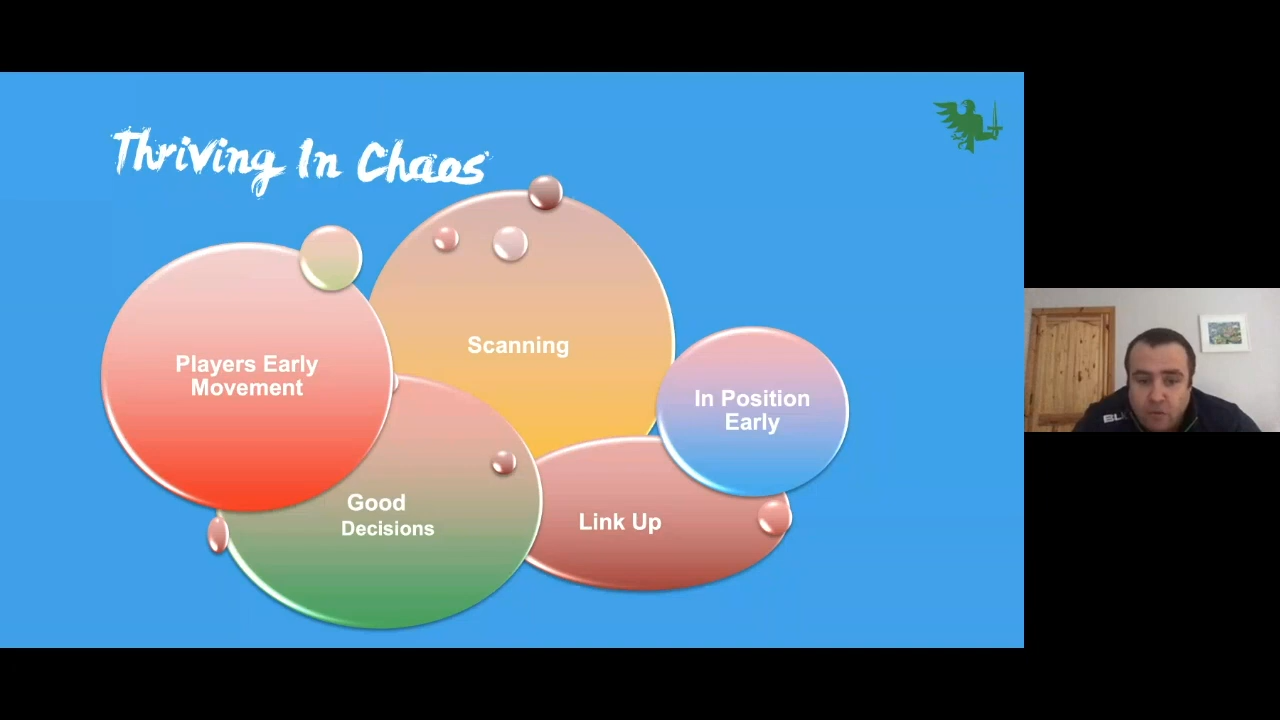 Thriving In Chaos
Players Early
Movement
Scanning
In Position
Early
Good
Decisions
Link Up